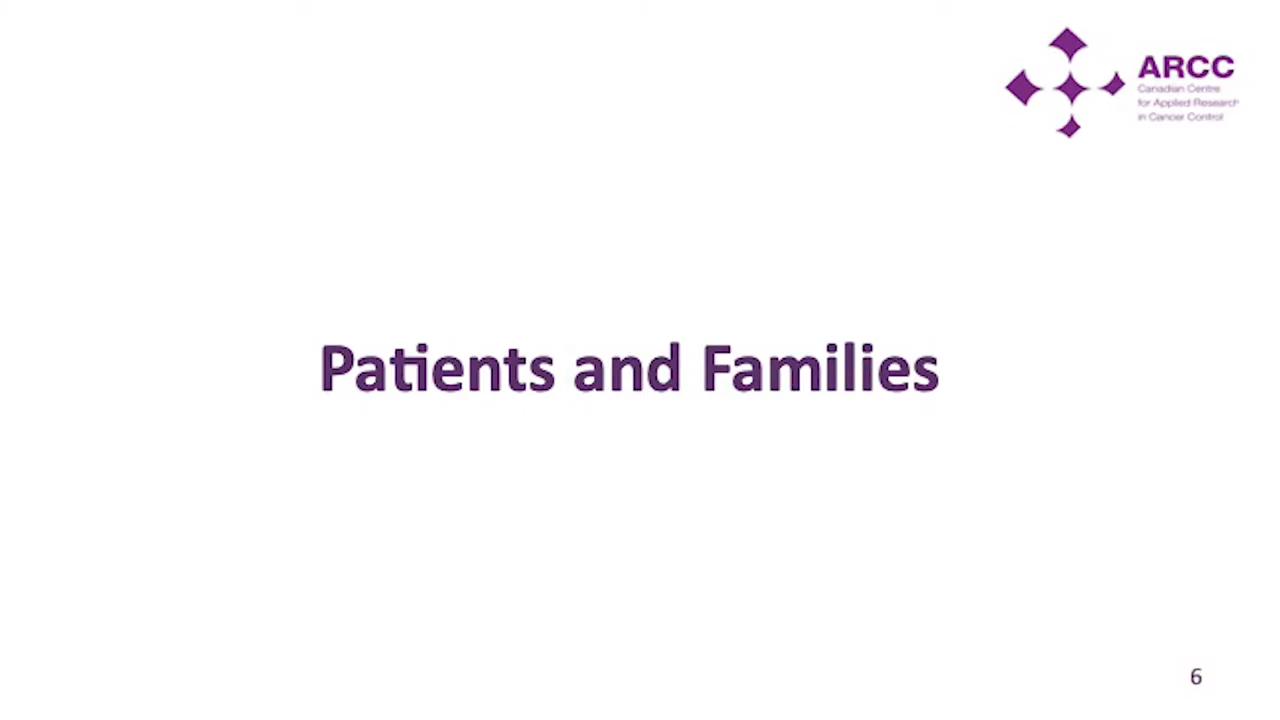 ARCC
Canadian Centre
for Applied Research
in Cancer Control
Patients and Families
6